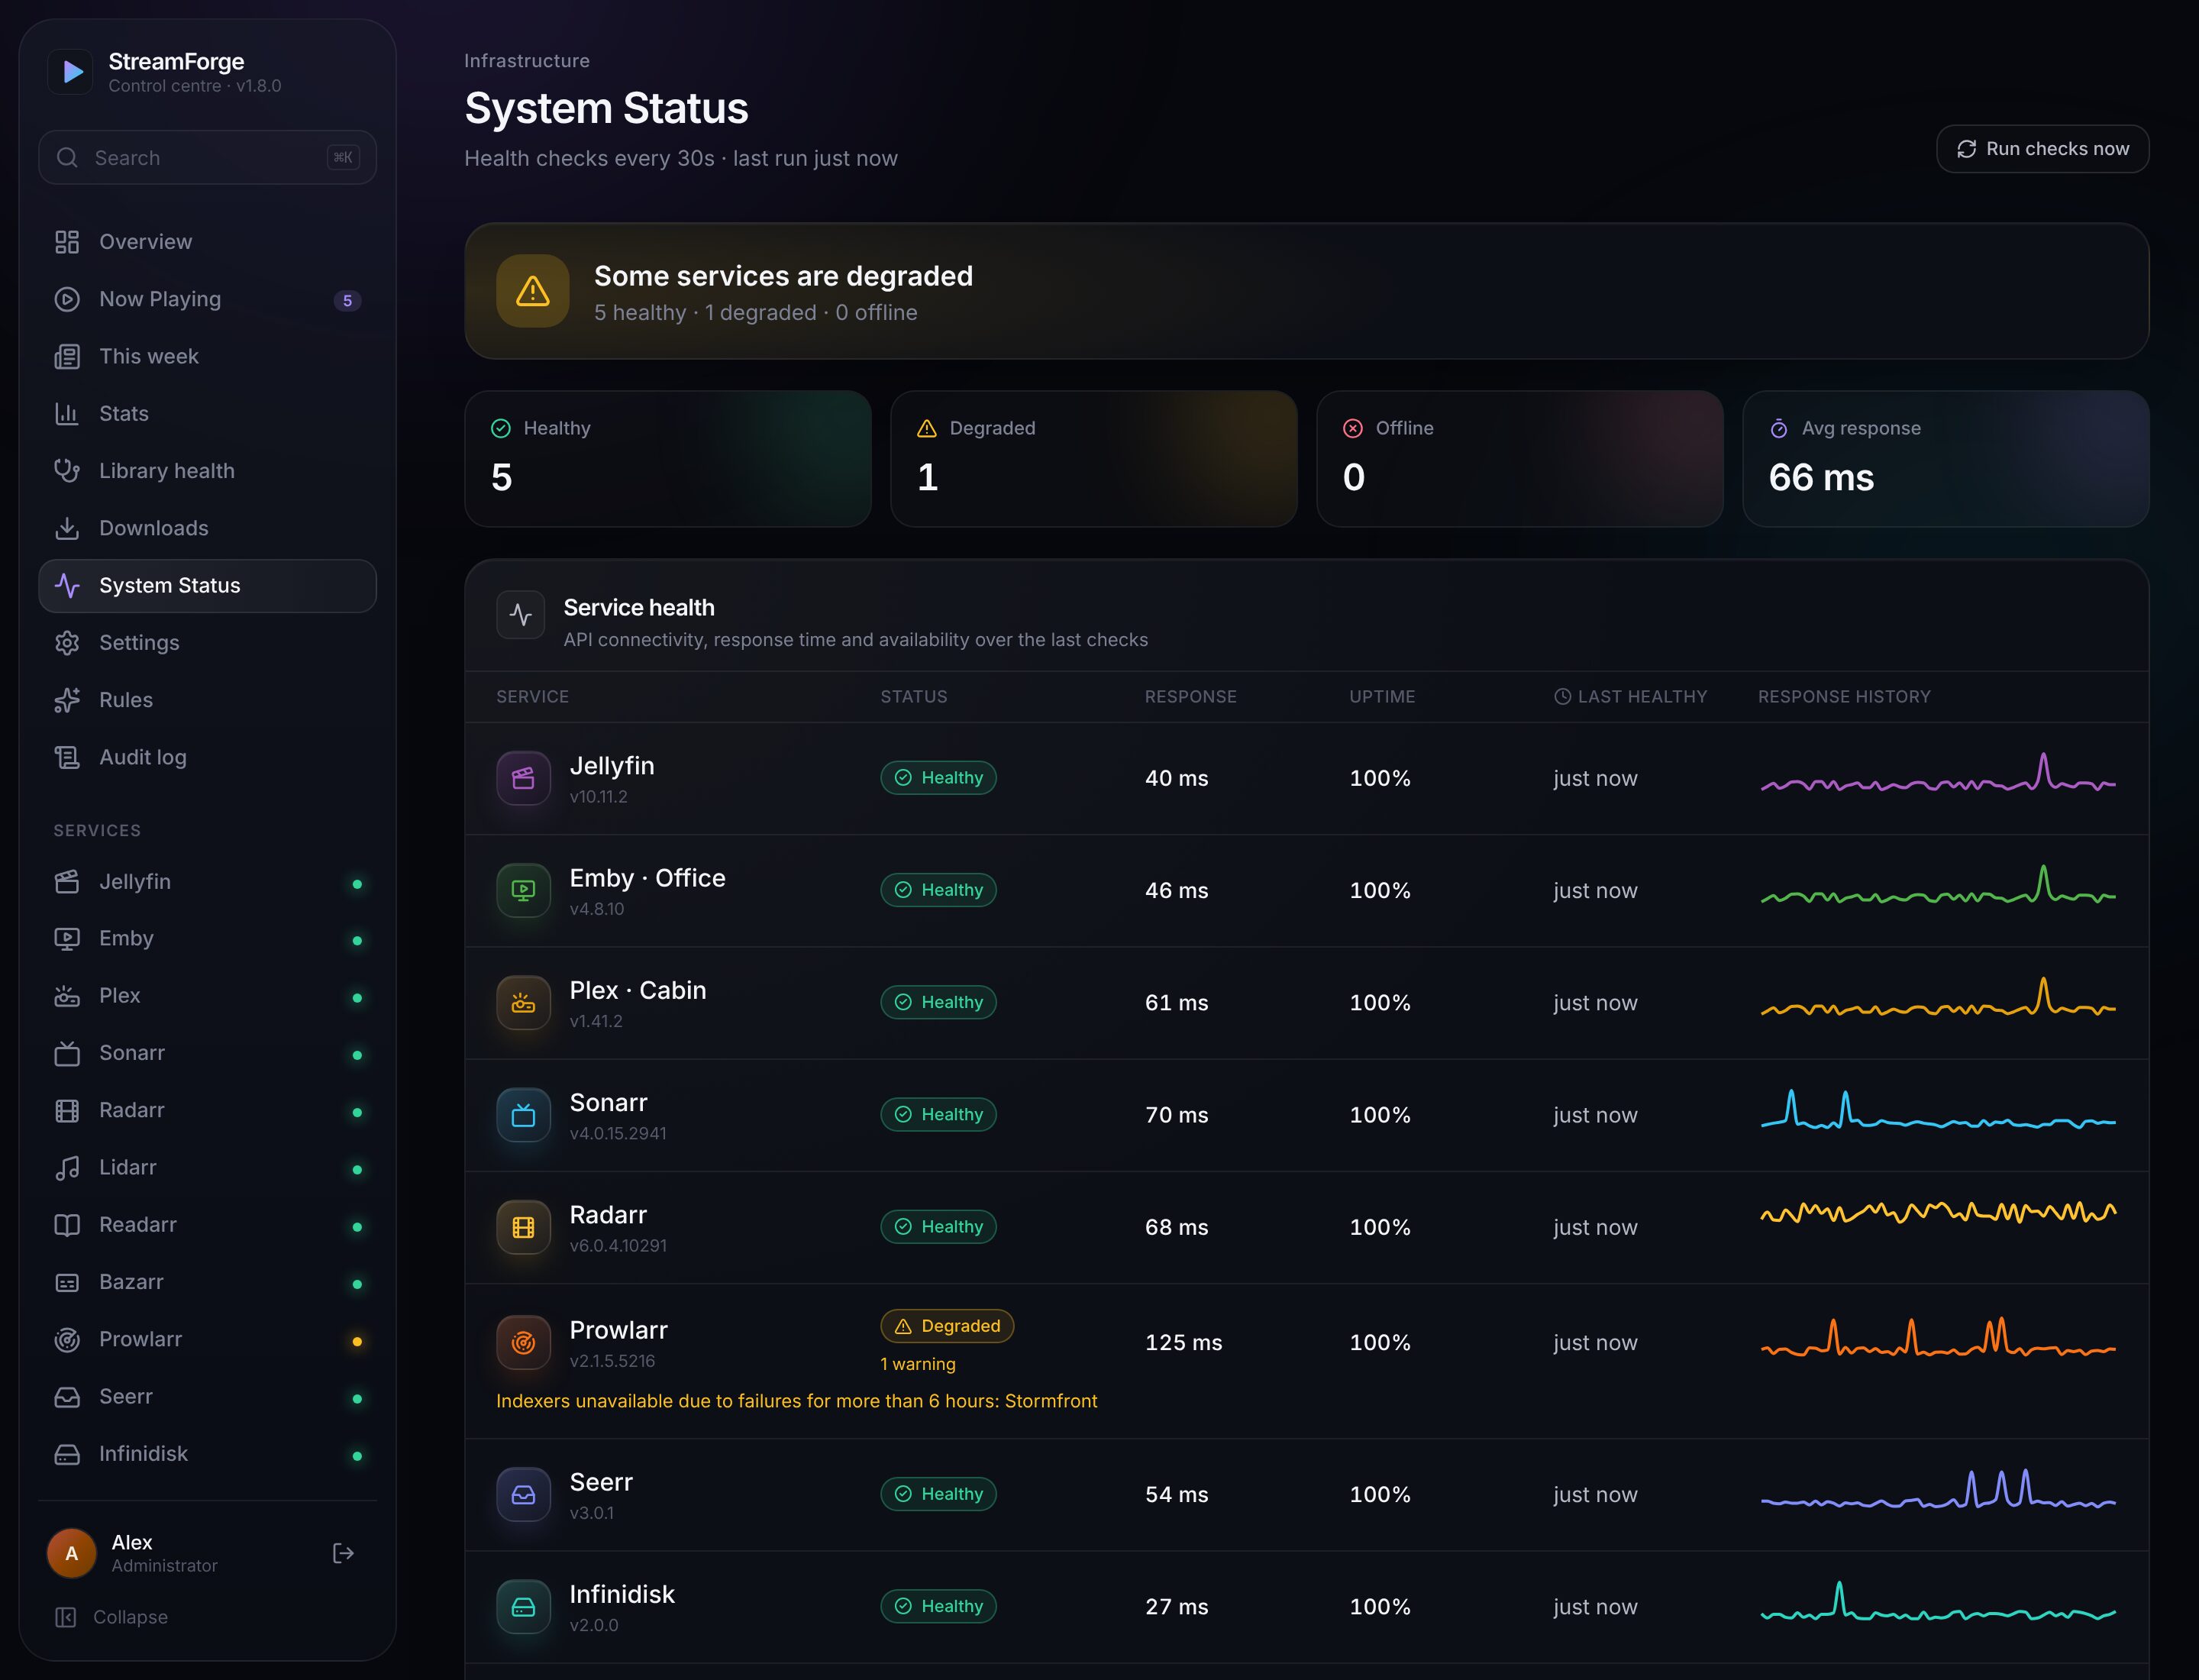 StreamForge
Control centre · v1.8.0
Search ⌘K
Overview
Now Playing 5
This week
Stats
Library health
Downloads
System Status
Settings
Rules
Audit log
SERVICES
Jellyfin
Emby
Plex
Sonarr
Radarr
Lidarr
Readarr
Bazarr
Prowlarr
Seerr
Infinidisk
A
Alex
Administrator
Collapse
Infrastructure
System Status
Health checks every 30s · last run just now
Run checks now
Some services are degraded
5 healthy · 1 degraded · 0 offline
Healthy
5
Degraded
1
Offline
0
Avg response
66 ms
Service health
API connectivity, response time and availability over the last checks
SERVICE STATUS RESPONSE UPTIME LAST HEALTHY RESPONSE HISTORY
Jellyfin
v10.11.2
Healthy 40 ms 100% just now
Emby · Office
v4.8.10
Healthy 46 ms 100% just now
Plex · Cabin
v1.41.2
Healthy 61 ms 100% just now
Sonarr
v4.0.15.2941
Healthy 70 ms 100% just now
Radarr
v6.0.4.10291
Healthy 68 ms 100% just now
Prowlarr
v2.1.5.5216
Degraded
1 warning
125 ms 100% just now
Indexers unavailable due to failures for more than 6 hours: Stormfront
Seerr
v3.0.1
Healthy 54 ms 100% just now
Infinidisk
v2.0.0
Healthy 27 ms 100% just now